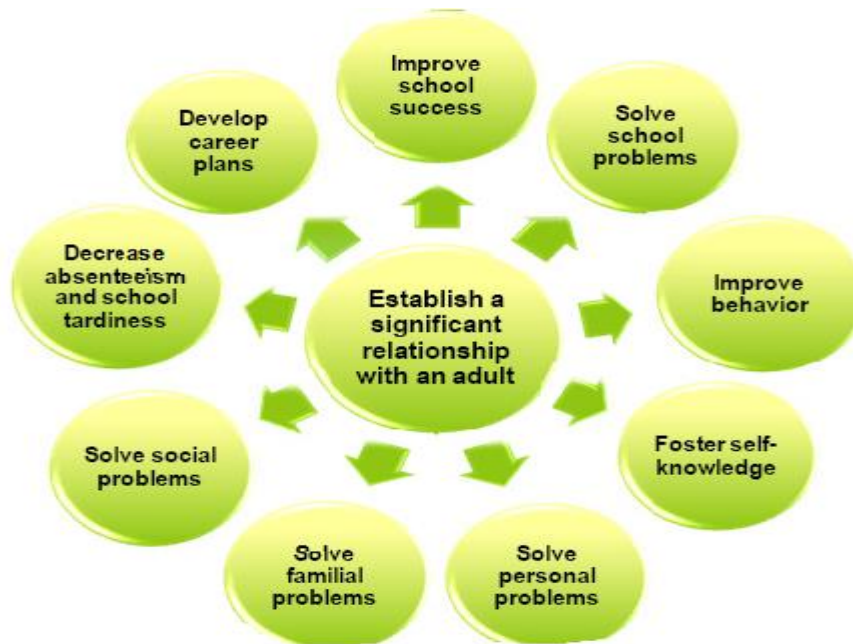 Improve
school
success
Solve
school
problems
Improve
behavior
Foster self-
knowledge
Solve
personal
problems
Solve
familial
problems
Solve social
problems
Decrease
absenteeism
and school
tardiness
Develop
career
plans
Establish a
significant
relationship
with an adult